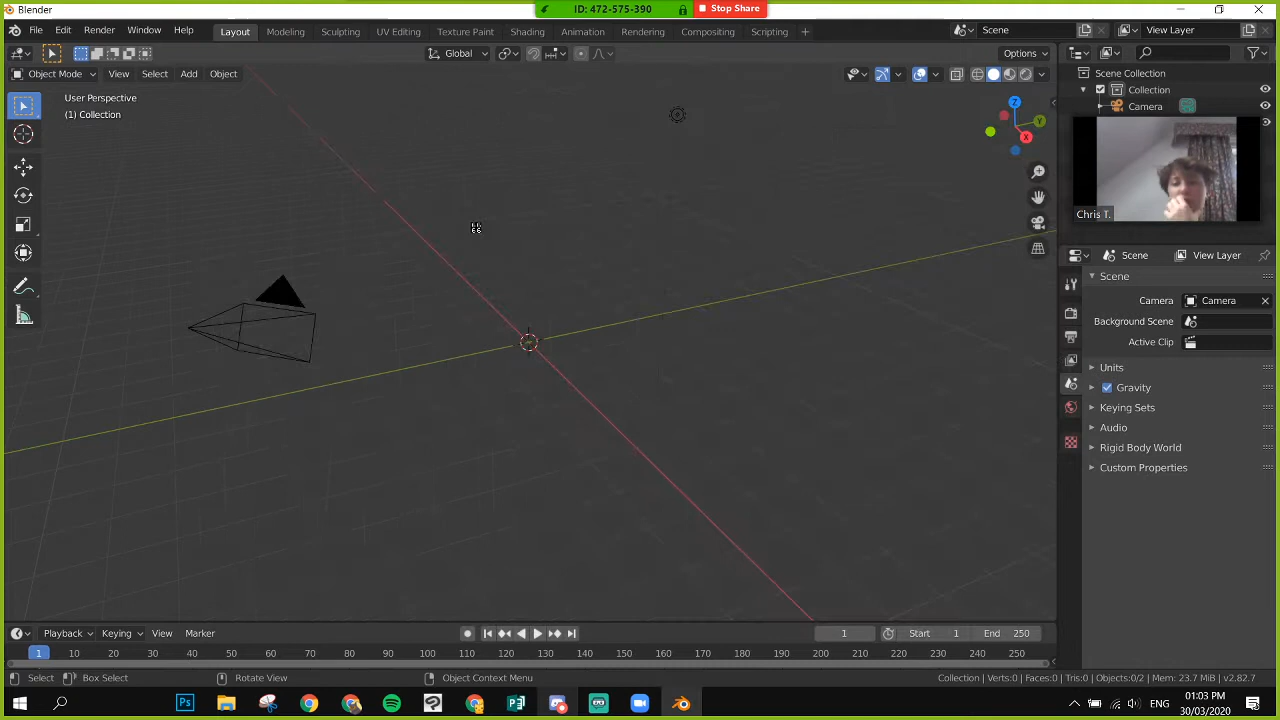 Blender
ID: 472-575-390 Stop Share
File Edit Render Window Help Layout Modeling Sculpting UV Editing Texture Paint Shading Animation Rendering Compositing Scripting + Scene View Layer
Global Options
Object Mode View Select Add Object
Scene Collection
Collection
Camera
User Perspective
(1) Collection
Z
Y
X
Chris T.
Scene View Layer
Scene
Camera Camera
Background Scene
Active Clip
Units
Gravity
Keying Sets
Audio
Rigid Body World
Custom Properties
Playback Keying View Marker 1 Start 1 End 250
1 10 20 30 40 50 60 70 80 90 100 110 120 130 140 150 160 170 180 190 200 210 220 230 240 250
Select Box Select Rotate View Object Context Menu Collection | Verts:0 | Faces:0 | Tris:0 | Objects:0/2 | Mem: 23.7 MiB | v2.82.7
Ps ENG 01:03 PM
30/03/2020